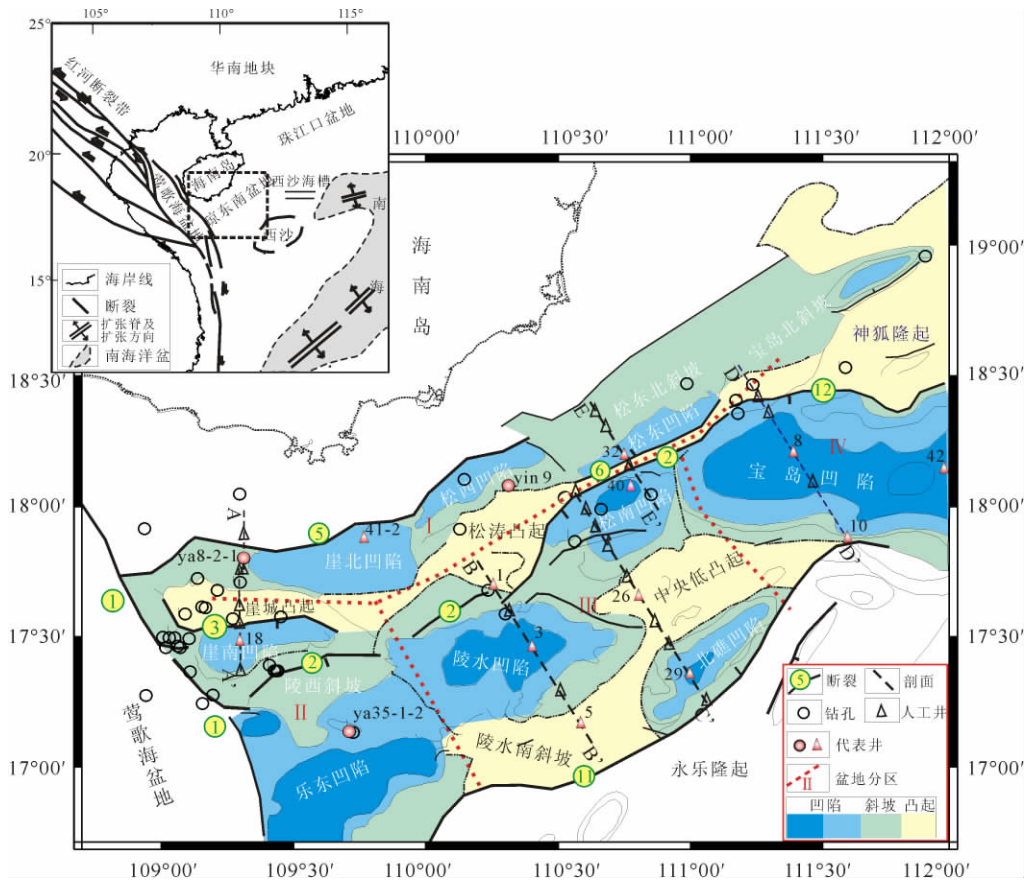 105° 110° 115°
25°
20°
15°
华南地块
红河断裂带
珠江口盆地
海南岛
西沙海槽
莺歌海盆地
琼东南盆地
西沙
南
海
海岸线
断裂
扩张脊及
扩张方向
南海洋盆
110°00′ 110°30′ 111°00′ 111°30′ 112°00′
19°00′
18°30′
18°00′
17°30′
17°00′
18°30′
18°00′
17°30′
17°00′
109°00′ 109°30′ 110°00′ 110°30′ 111°00′ 111°30′ 112°00′
海南岛
神狐隆起
宝岛北斜坡
松东北斜坡
松东凹陷
D
E
12
32
6
2
8
IV
42
宝岛凹陷
40
松西凹陷
yin 9
松南凹陷
E′
A
5
41-2
I
松涛凸起
10
D′
ya8-2-1
崖北凹陷
B
1
中央低凸起
1
崖城凸起
2
26
III
3
18
崖南凹陷
2
陵水凹陷
3
北礁凹陷
A′
陵西斜坡
29
II
1
ya35-1-2
5
C′
莺歌海盆地
陵水南斜坡
B′
永乐隆起
乐东凹陷
11
5 断裂 剖面
钻孔 人工井
代表井
II 盆地分区
凹陷 斜坡 凸起